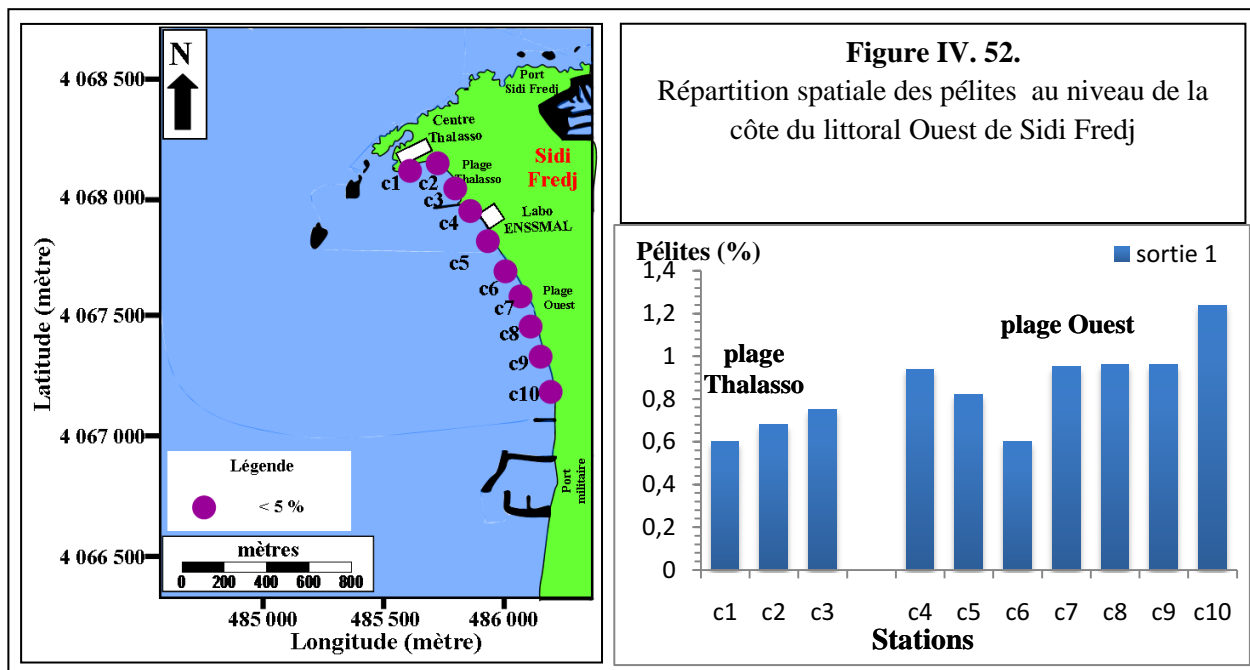 N
4 068 500
4 068 000
4 067 500
4 067 000
4 066 500
Latitude (mètre)
Port
Sidi Fredj
Centre
Thalasso
Sidi
Fredj
Plage
Thalasso
Labo
ENSSMAL
Plage
Ouest
Port
militaire
c1
c2
c3
c4
c5
c6
c7
c8
c9
c10
Légende
< 5 %
mètres
0 200 400 600 800
485 000 485 500 486 000
Longitude (mètre)
Figure IV. 52.
Répartition spatiale des pélites au niveau de la
côte du littoral Ouest de Sidi Fredj
Pélites (%)
sortie 1
1,4
1,2
1
0,8
0,6
0,4
0,2
0
plage
Thalasso
plage Ouest
c1 c2 c3 c4 c5 c6 c7 c8 c9 c10
Stations